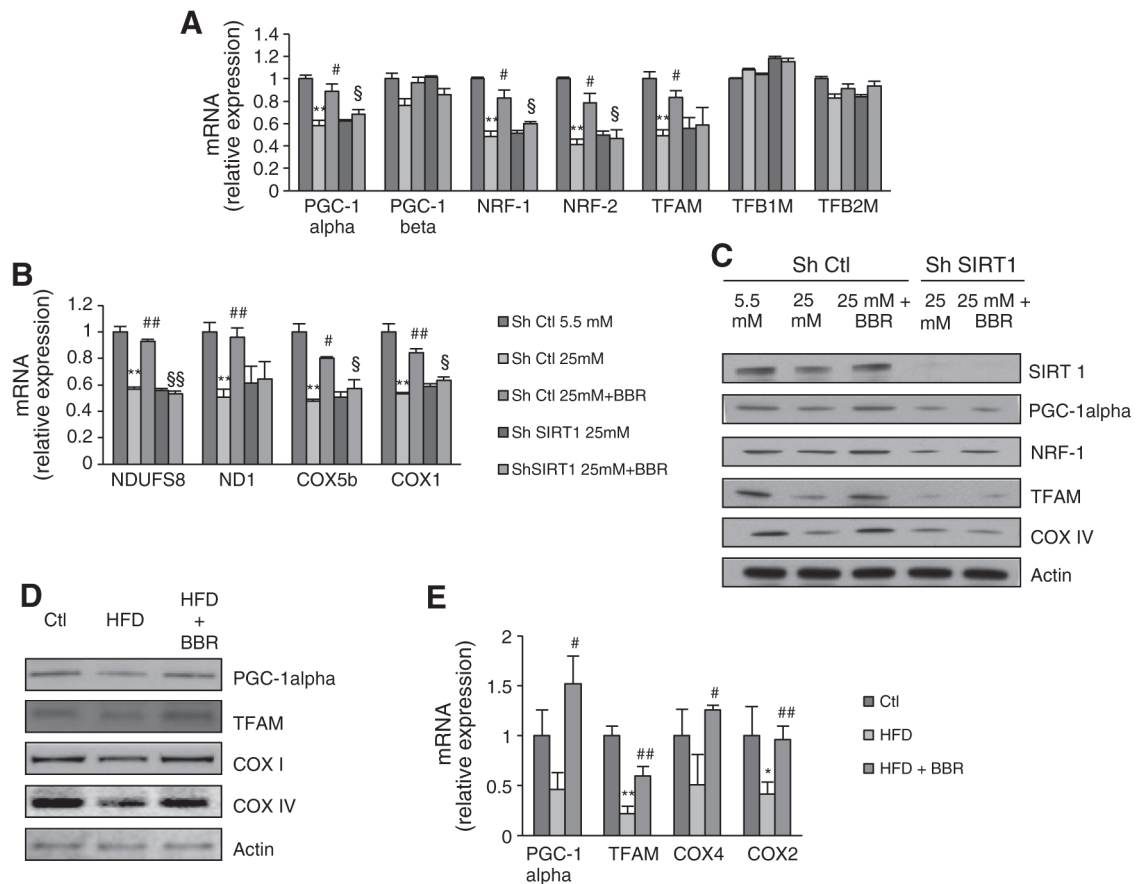 A
mRNA
(relative expression)
1.4
1.2
1
0.8
0.6
0.4
0.2
0
** # §
** # §
** # §
** #
PGC-1 alpha
PGC-1 beta
NRF-1
NRF-2
TFAM
TFB1M
TFB2M
B
mRNA
(relative expression)
1.2
1
0.8
0.6
0.4
0.2
0
** ## §§
** ##
** # §
** ## §
NDUFS8
ND1
COX5b
COX1
Sh Ctl 5.5 mM
Sh Ctl 25mM
Sh Ctl 25mM+BBR
Sh SIRT1 25mM
ShSIRT1 25mM+BBR
C
Sh Ctl
Sh SIRT1
5.5 mM
25 mM
25 mM + BBR
25 mM
25 mM + BBR
SIRT 1
PGC-1alpha
NRF-1
TFAM
COX IV
Actin
D
Ctl
HFD
HFD + BBR
PGC-1alpha
TFAM
COX I
COX IV
Actin
E
mRNA
(relative expression)
2
1.5
1
0.5
0
#
** ##
#
* ##
PGC-1 alpha
TFAM
COX4
COX2
Ctl
HFD
HFD + BBR